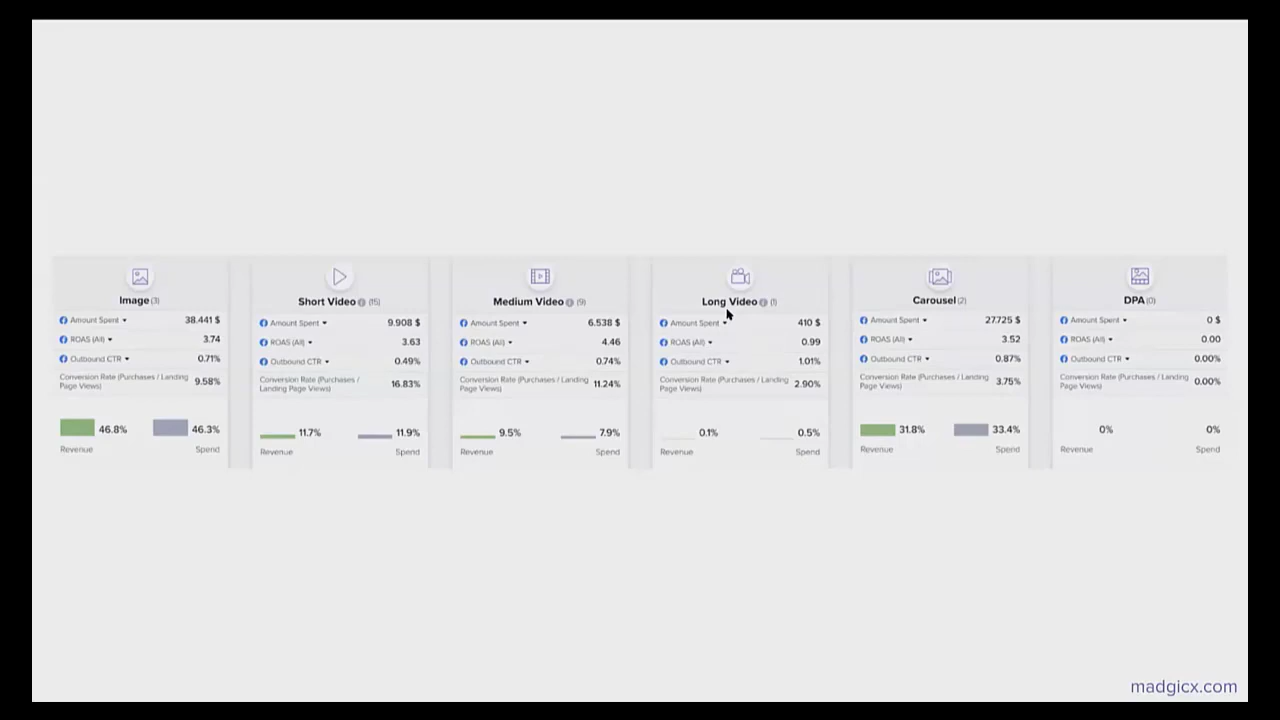 Image (3)
Amount Spent 38.441 $
ROAS (All) 3.74
Outbound CTR 0.71%
Conversion Rate (Purchases / Landing
Page Views) 9.58%
46.8% 46.3%
Revenue Spend
Short Video (15)
Amount Spent 9.908 $
ROAS (All) 3.63
Outbound CTR 0.49%
Conversion Rate (Purchases /
Landing Page Views) 16.83%
11.7% 11.9%
Revenue Spend
Medium Video (9)
Amount Spent 6.538 $
ROAS (All) 4.46
Outbound CTR 0.74%
Conversion Rate (Purchases / Landing
Page Views) 11.24%
9.5% 7.9%
Revenue Spend
Long Video (1)
Amount Spent 410 $
ROAS (All) 0.99
Outbound CTR 1.01%
Conversion Rate (Purchases / Landing
Page Views) 2.90%
0.1% 0.5%
Revenue Spend
Carousel (2)
Amount Spent 27.725 $
ROAS (All) 3.52
Outbound CTR 0.87%
Conversion Rate (Purchases / Landing
Page Views) 3.75%
31.8% 33.4%
Revenue Spend
DPA (0)
Amount Spent 0 $
ROAS (All) 0.00
Outbound CTR 0.00%
Conversion Rate (Purchases / Landing
Page Views) 0.00%
0% 0%
Revenue Spend
madgicx.com